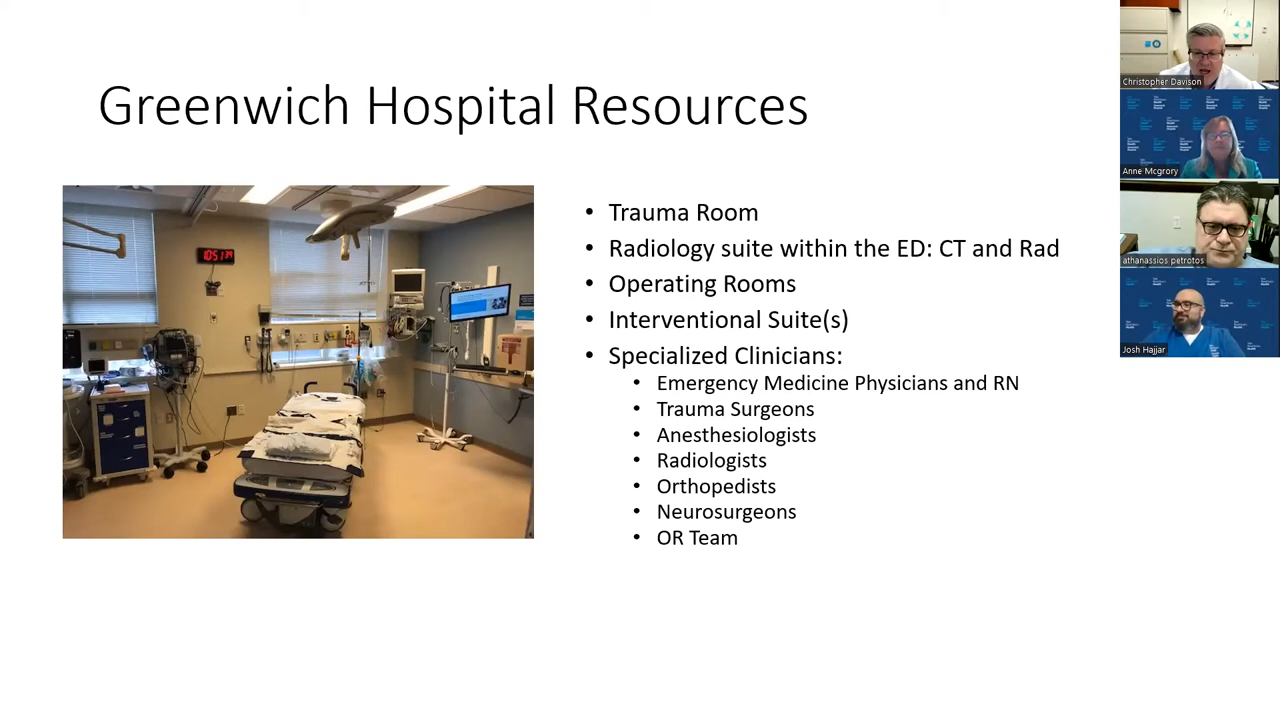 Greenwich Hospital Resources
• Trauma Room
• Radiology suite within the ED: CT and Rad
• Operating Rooms
• Interventional Suite(s)
• Specialized Clinicians:
• Emergency Medicine Physicians and RN
• Trauma Surgeons
• Anesthesiologists
• Radiologists
• Orthopedists
• Neurosurgeons
• OR Team
Christopher Davison
Anne Mcgrory
athanassios petrotos
Josh Hajjar